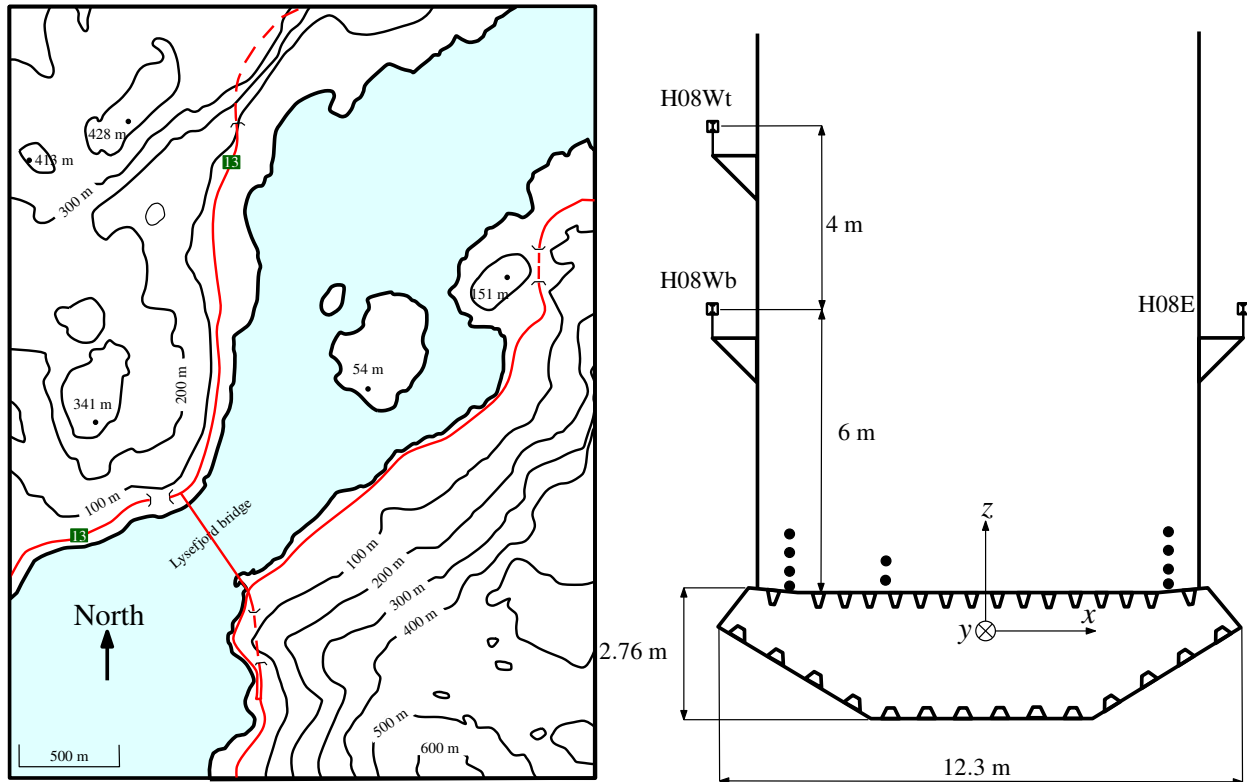 428 m
413 m
300 m
13
151 m
54 m
200 m
341 m
100 m
13
Lysefjord bridge
100 m
200 m
300 m
400 m
North
500 m
500 m
600 m
H08Wt
4 m
H08Wb
H08E
6 m
z
y
x
2.76 m
12.3 m